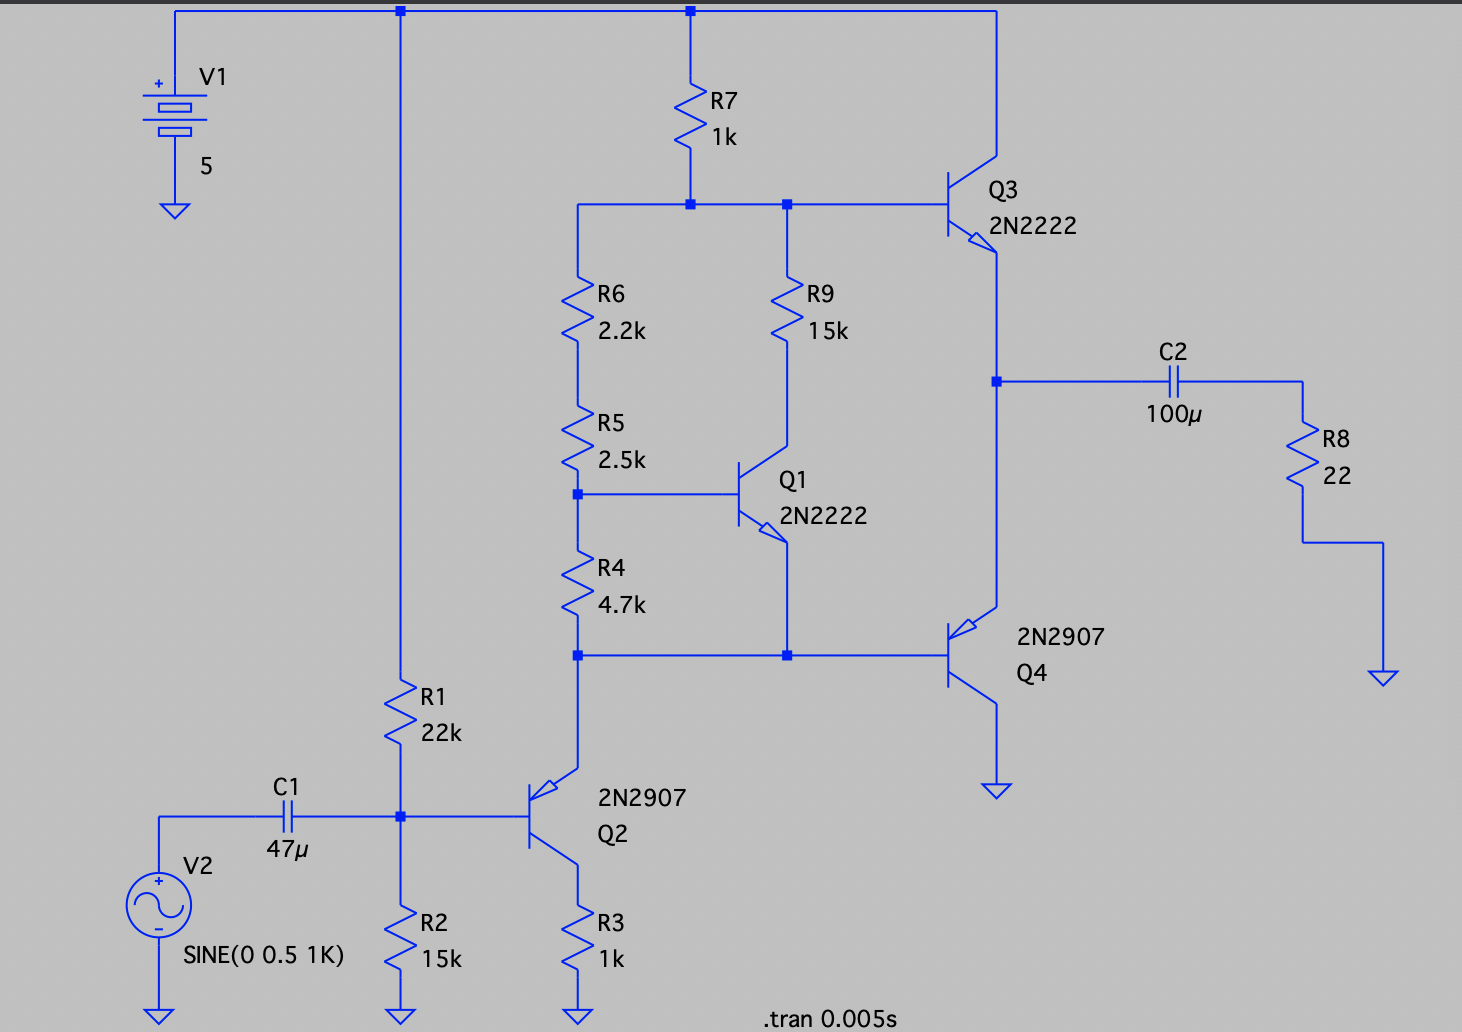 V1
5
R7
1k
Q3
2N2222
R6
2.2k
R9
15k
C2
100µ
R5
2.5k
R8
22
Q1
2N2222
R4
4.7k
2N2907
Q4
R1
22k
C1
47µ
2N2907
Q2
V2
SINE(0 0.5 1K)
R2
15k
R3
1k
.tran 0.005s